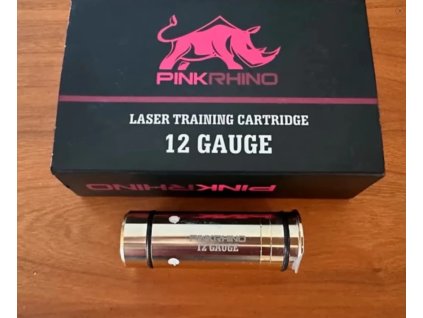 PINKRHINO
LASER TRAINING CARTRIDGE
12 GAUGE
PINKRHINO
PINKRHINO
12 GAUGE